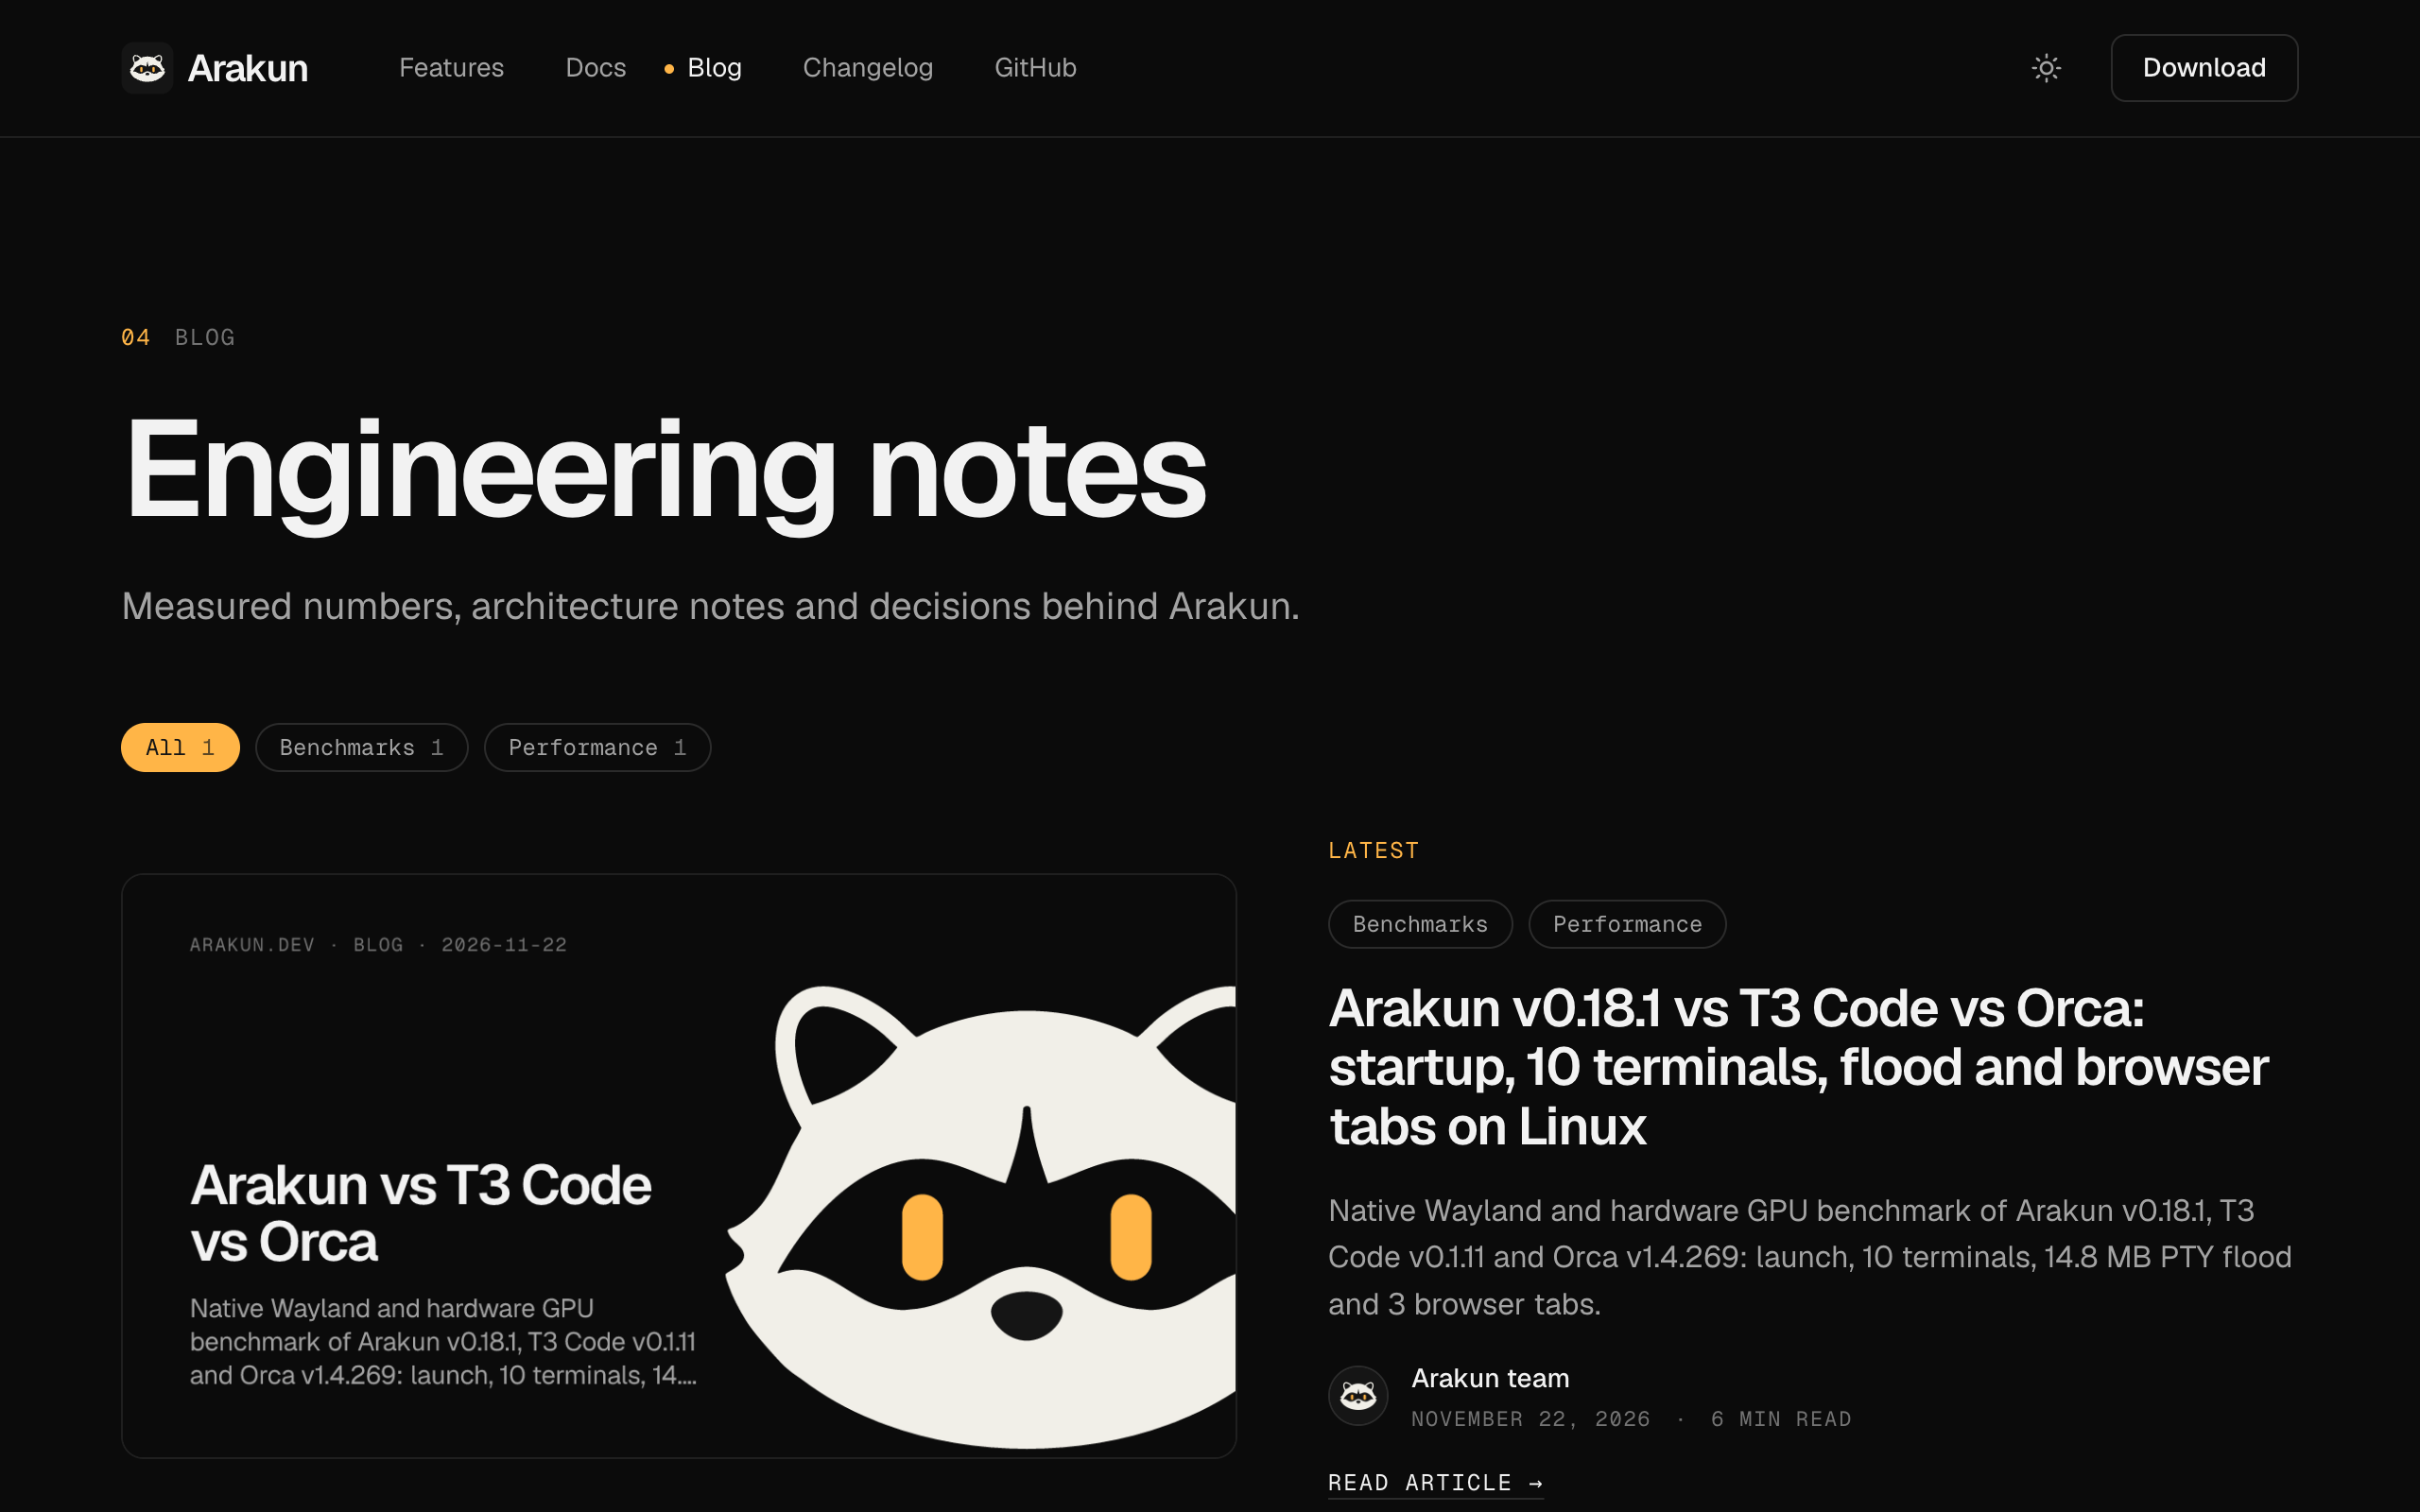 Arakun
Features
Docs
Blog
Changelog
GitHub
Download
04 BLOG
Engineering notes
Measured numbers, architecture notes and decisions behind Arakun.
All 1
Benchmarks 1
Performance 1
ARAKUN.DEV · BLOG · 2026-11-22
Arakun vs T3 Code
vs Orca
Native Wayland and hardware GPU
benchmark of Arakun v0.18.1, T3 Code v0.1.11
and Orca v1.4.269: launch, 10 terminals, 14....
LATEST
Benchmarks
Performance
Arakun v0.18.1 vs T3 Code vs Orca:
startup, 10 terminals, flood and browser
tabs on Linux
Native Wayland and hardware GPU benchmark of Arakun v0.18.1, T3
Code v0.1.11 and Orca v1.4.269: launch, 10 terminals, 14.8 MB PTY flood
and 3 browser tabs.
Arakun team
NOVEMBER 22, 2026 · 6 MIN READ
READ ARTICLE →